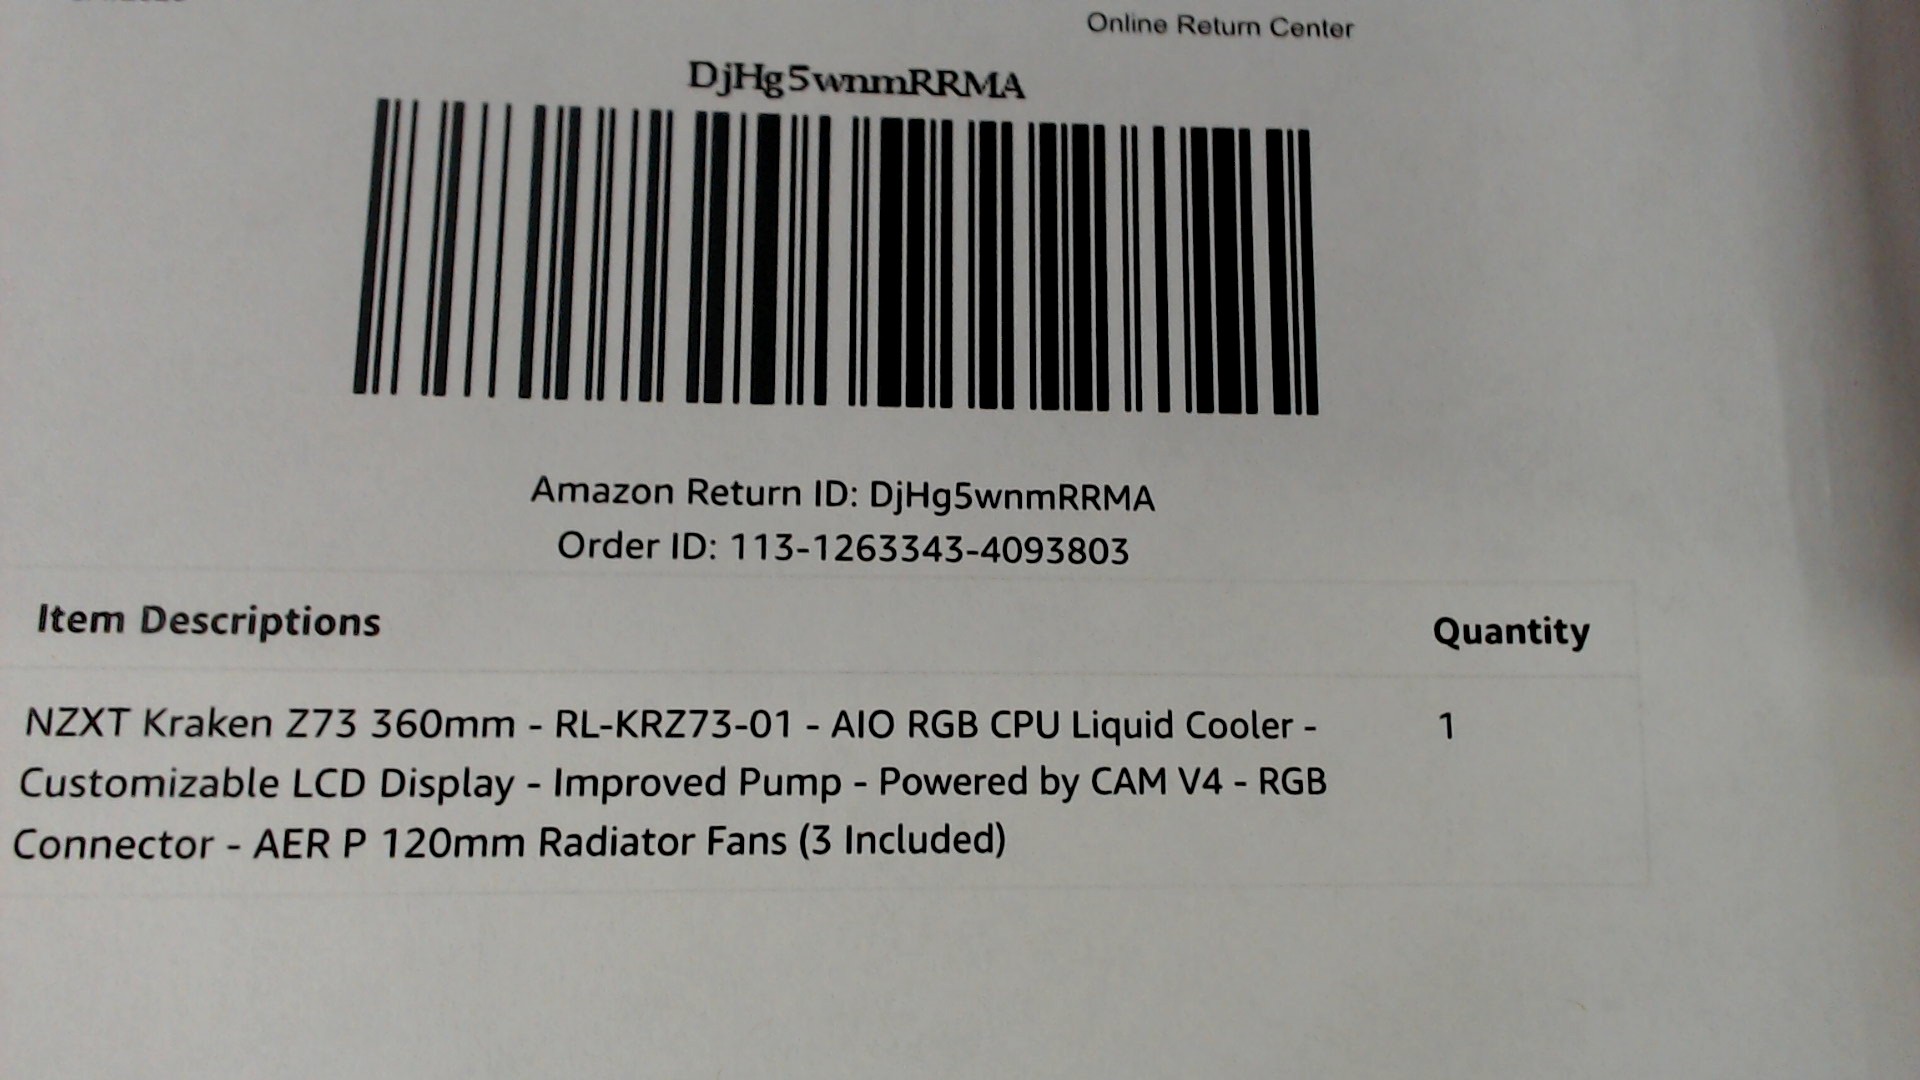 Online Return Center
DjHg5wnmRRMA
Amazon Return ID: DjHg5wnmRRMA
Order ID: 113-1263343-4093803
Item Descriptions
Quantity
NZXT Kraken Z73 360mm - RL-KRZ73-01 - AIO RGB CPU Liquid Cooler -
1
Customizable LCD Display - Improved Pump - Powered by CAM V4 - RGB
Connector - AER P 120mm Radiator Fans (3 Included)